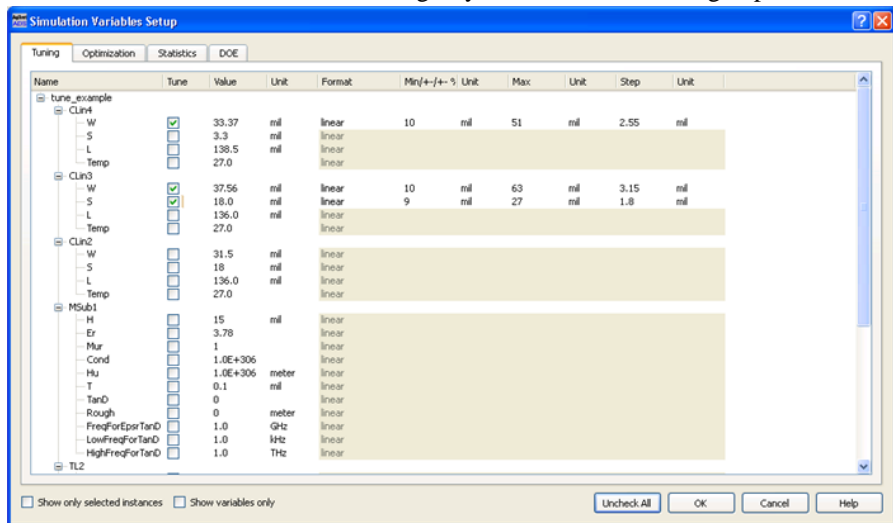 Agilent ADS Simulation Variables Setup
Tuning Optimization Statistics DOE
Name Tune Value Unit Format Min/+-/+- % Unit Max Unit Step Unit
tune_example
CLin4
W 33.37 mil linear 10 mil 51 mil 2.55 mil
S 3.3 mil linear
L 138.5 mil linear
Temp 27.0 linear
CLin3
W 37.56 mil linear 10 mil 63 mil 3.15 mil
S 18.0 mil linear 9 mil 27 mil 1.8 mil
L 136.0 mil linear
Temp 27.0 linear
CLin2
W 31.5 mil linear
S 18 mil linear
L 136.0 mil linear
Temp 27.0 linear
MSub1
H 15 mil linear
Er 3.78 linear
Mur 1 linear
Cond 1.0E+306 linear
Hu 1.0E+306 meter linear
T 0.1 mil linear
TanD 0 linear
Rough 0 meter linear
FreqForEpsrTanD 1.0 GHz linear
LowFreqForTanD 1.0 kHz linear
HighFreqForTanD 1.0 THz linear
TL2
Show only selected instances Show variables only Uncheck All OK Cancel Help